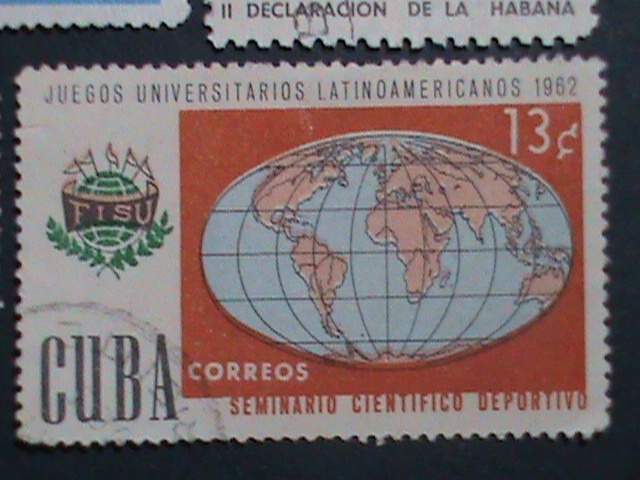 II DECLARACION DE LA HABANA
JUEGOS UNIVERSITARIOS LATINOAMERICANOS 1962
13¢
FISU
CUBA
CORREOS
SEMINARIO CIENTIFICO DEPORTIVO